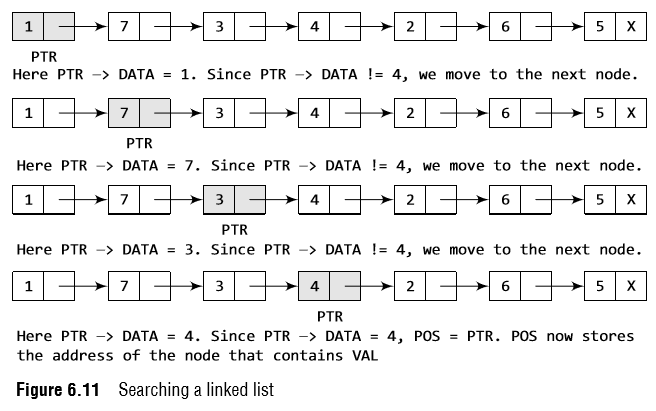 1 7 3 4 2 6 5 X
PTR
Here PTR –> DATA = 1. Since PTR –> DATA != 4, we move to the next node.
1 7 3 4 2 6 5 X
PTR
Here PTR –> DATA = 7. Since PTR –> DATA != 4, we move to the next node.
1 7 3 4 2 6 5 X
PTR
Here PTR –> DATA = 3. Since PTR –> DATA != 4, we move to the next node.
1 7 3 4 2 6 5 X
PTR
Here PTR –> DATA = 4. Since PTR –> DATA = 4, POS = PTR. POS now stores
the address of the node that contains VAL
Figure 6.11 Searching a linked list